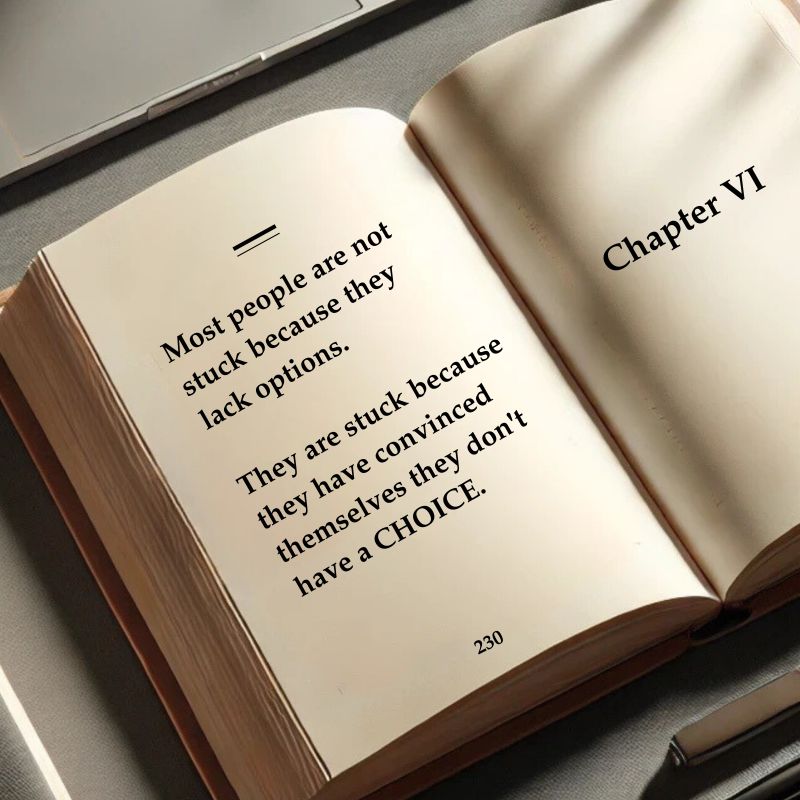 Most people are not
stuck because they
lack options.
They are stuck because
they have convinced
themselves they don't
have a CHOICE.
230
Chapter VI